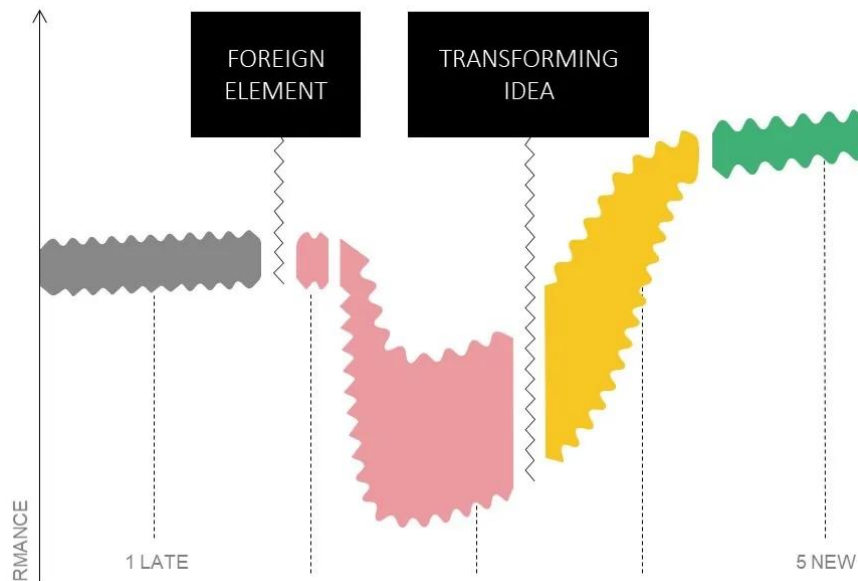 FOREIGN
ELEMENT
TRANSFORMING
IDEA
RMANCE
1 LATE
5 NEW